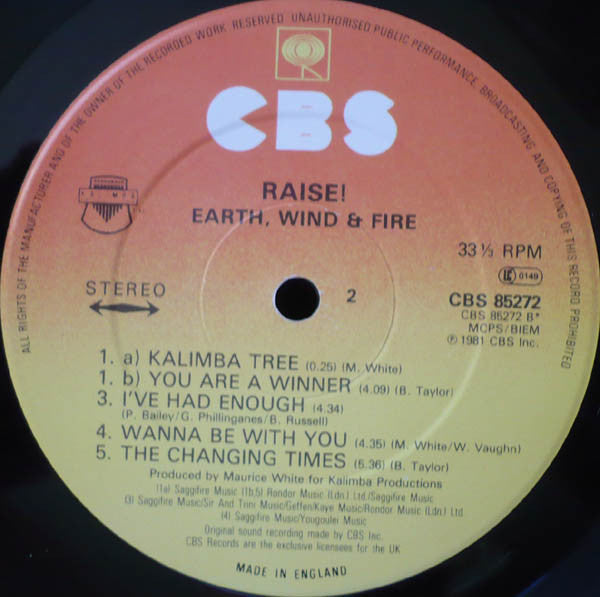 ALL RIGHTS OF THE MANUFACTURER AND OF THE OWNER OF THE RECORDED WORK RESERVED UNAUTHORISED PUBLIC PERFORMANCE, BROADCASTING AND COPYING OF THIS RECORD PROHIBITED
CBS
RAISE!
EARTH, WIND & FIRE
33⅓ RPM
STEREO
2
LC 0149
CBS 85272
CBS 85272 B*
MCPS/BIEM
℗ 1981 CBS Inc.
1. a) KALIMBA TREE (0.25) (M. White)
1. b) YOU ARE A WINNER (4.09) (B. Taylor)
3. I'VE HAD ENOUGH (4.34)
(P. Bailey/G. Phillinganes/B. Russell)
4. WANNA BE WITH YOU (4.35) (M. White/W. Vaughn)
5. THE CHANGING TIMES (5.36) (B. Taylor)
Produced by Maurice White for Kalimba Productions
(1a) Saggifire Music (1b,5) Rondor Music (Ldn.) Ltd./Saggifire Music
(3) Saggifire Music/Sir And Trini Music/Geffen/Kaye Music/Rondor Music (Ldn.) Ltd.
(4) Saggifire Music/Yougoulei Music
Original sound recording made by CBS Inc.
CBS Records are the exclusive licensees for the UK
MADE IN ENGLAND